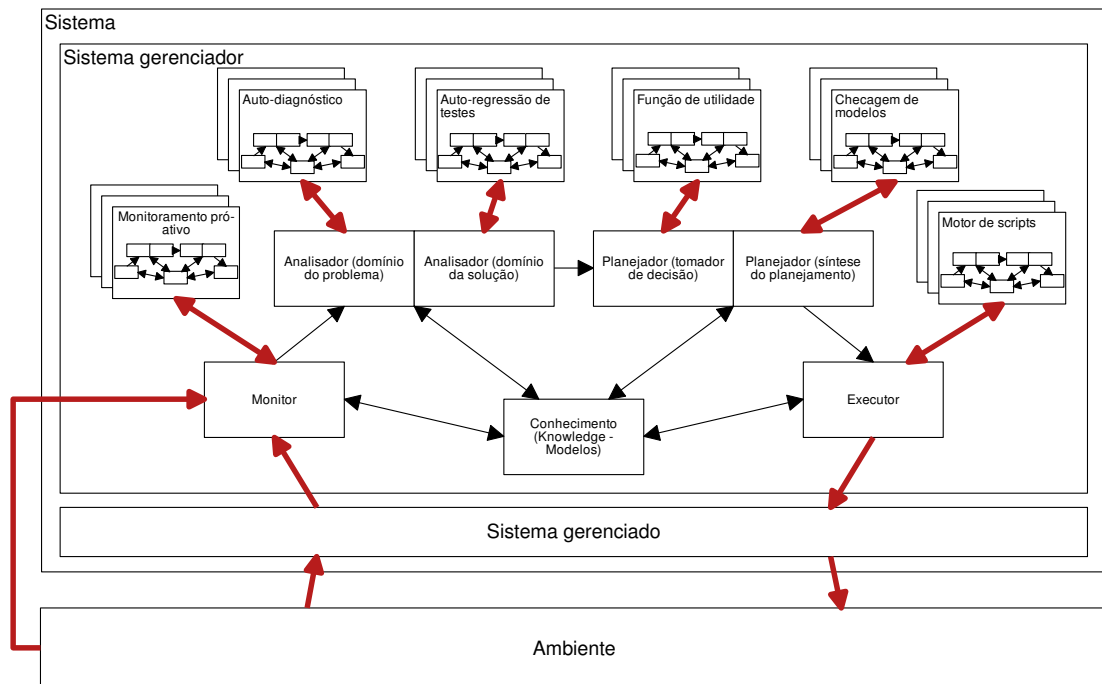 Sistema
Sistema gerenciador
Auto-diagnóstico
Auto-regressão de
testes
Função de utilidade
Checagem de
modelos
Monitoramento pró-
ativo
Motor de scripts
Analisador (domínio
do problema)
Analisador (domínio
da solução)
Planejador (tomador
de decisão)
Planejador (síntese
do planejamento)
Monitor
Conhecimento
(Knowledge -
Modelos)
Executor
Sistema gerenciado
Ambiente